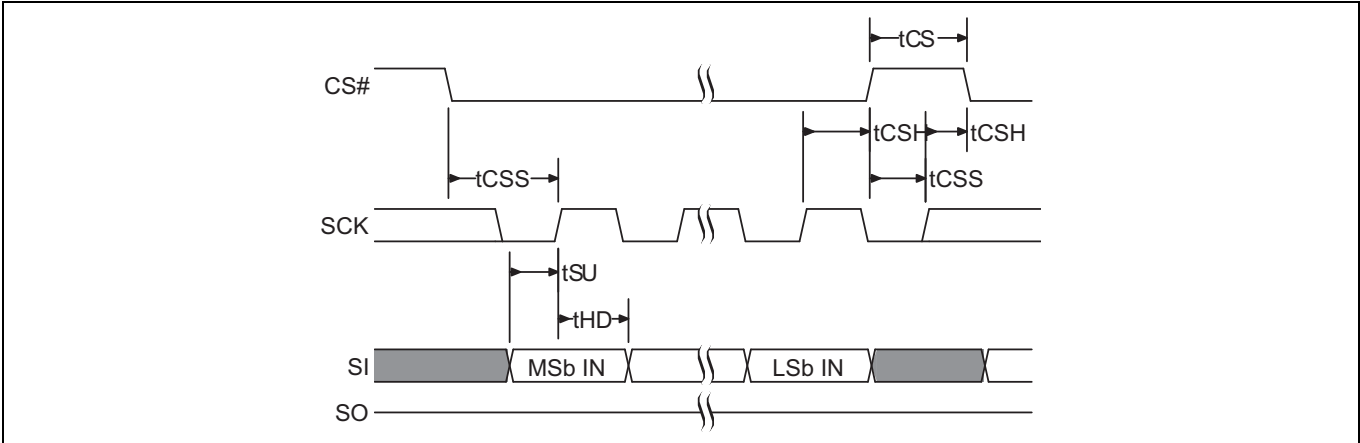 tCS
CS#
tCSH tCSH
tCSS tCSS
SCK
tSU
tHD
SI MSb IN LSb IN
SO